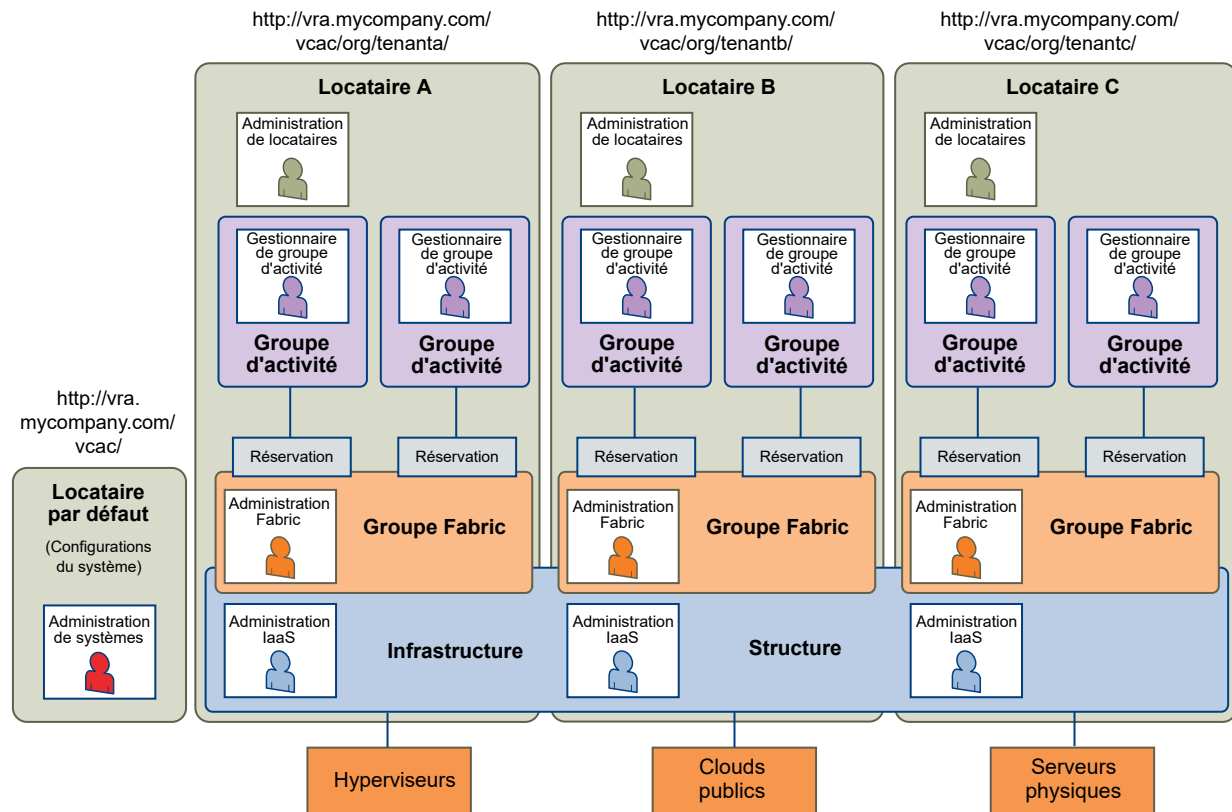 http://vra.mycompany.com/
vcac/org/tenanta/
http://vra.mycompany.com/
vcac/org/tenantb/
http://vra.mycompany.com/
vcac/org/tenantc/
Locataire A
Locataire B
Locataire C
Administration
de locataires
Administration
de locataires
Administration
de locataires
Gestionnaire
de groupe
d'activité
Groupe
d'activité
Gestionnaire
de groupe
d'activité
Groupe
d'activité
Gestionnaire
de groupe
d'activité
Groupe
d'activité
Gestionnaire
de groupe
d'activité
Groupe
d'activité
Gestionnaire
de groupe
d'activité
Groupe
d'activité
Gestionnaire
de groupe
d'activité
Groupe
d'activité
http://vra.
mycompany.com/
vcac/
Réservation
Réservation
Réservation
Réservation
Réservation
Réservation
Locataire
par défaut
(Configurations
du système)
Administration
de systèmes
Administration
Fabric
Groupe Fabric
Administration
Fabric
Groupe Fabric
Administration
Fabric
Groupe Fabric
Administration
IaaS
Infrastructure
Administration
IaaS
Structure
Administration
IaaS
Hyperviseurs
Clouds
publics
Serveurs
physiques